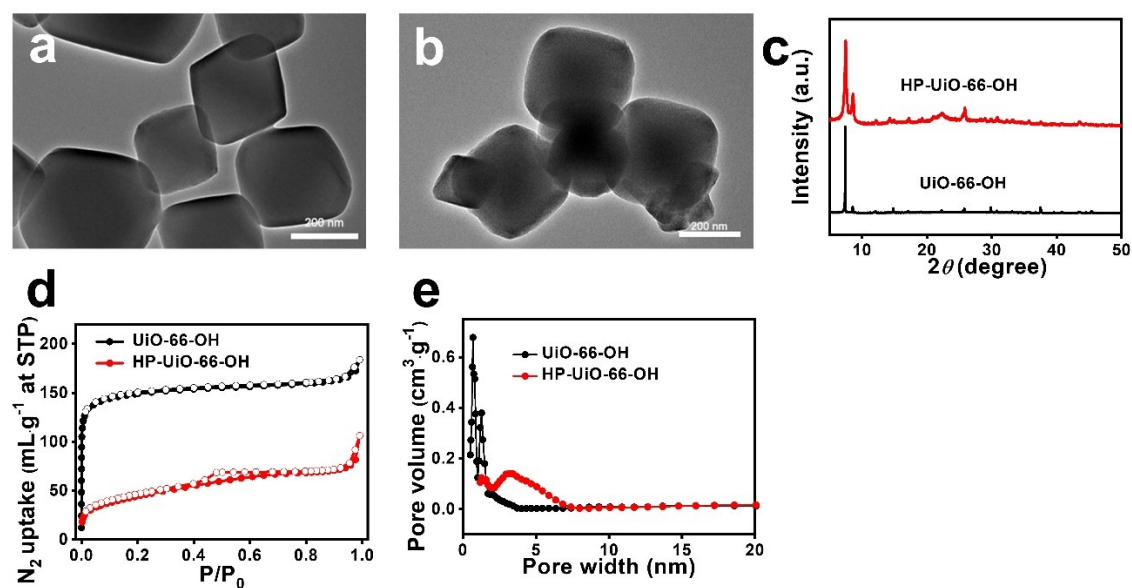 a
200 nm
b
200 nm
c
Intensity (a.u.)
HP-UiO-66-OH
UiO-66-OH
10 20 30 40 50
2θ (degree)
d
N₂ uptake (mL·g⁻¹ at STP)
200
150
100
50
0
UiO-66-OH
HP-UiO-66-OH
0.0 0.2 0.4 0.6 0.8 1.0
P/P₀
e
Pore volume (cm³·g⁻¹)
0.6
0.4
0.2
0.0
UiO-66-OH
HP-UiO-66-OH
0 5 10 15 20
Pore width (nm)